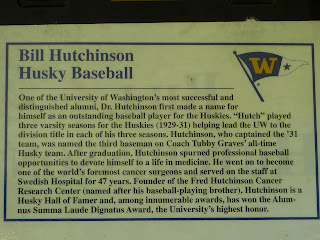 Bill Hutchinson
Husky Baseball
W
One of the University of Washington's most successful and
distinguished alumni, Dr. Hutchinson first made a name for
himself as an outstanding baseball player for the Huskies. "Hutch" played
three varsity seasons for the Huskies (1929-31) helping lead the UW to the
division title in each of his three seasons. Hutchinson, who captained the '31
team, was named the third baseman on Coach Tubby Graves' all-time
Husky team. After graduation, Hutchinson spurned professional baseball
opportunities to devote himself to a life in medicine. He went on to become
one of the world's foremost cancer surgeons and served on the staff at
Swedish Hospital for 47 years. Founder of the Fred Hutchinson Cancer
Research Center (named after his baseball-playing brother), Hutchinson is a
Husky Hall of Famer and, among innumerable awards, has won the Alum-
nus Summa Laude Dignatus Award, the University's highest honor.